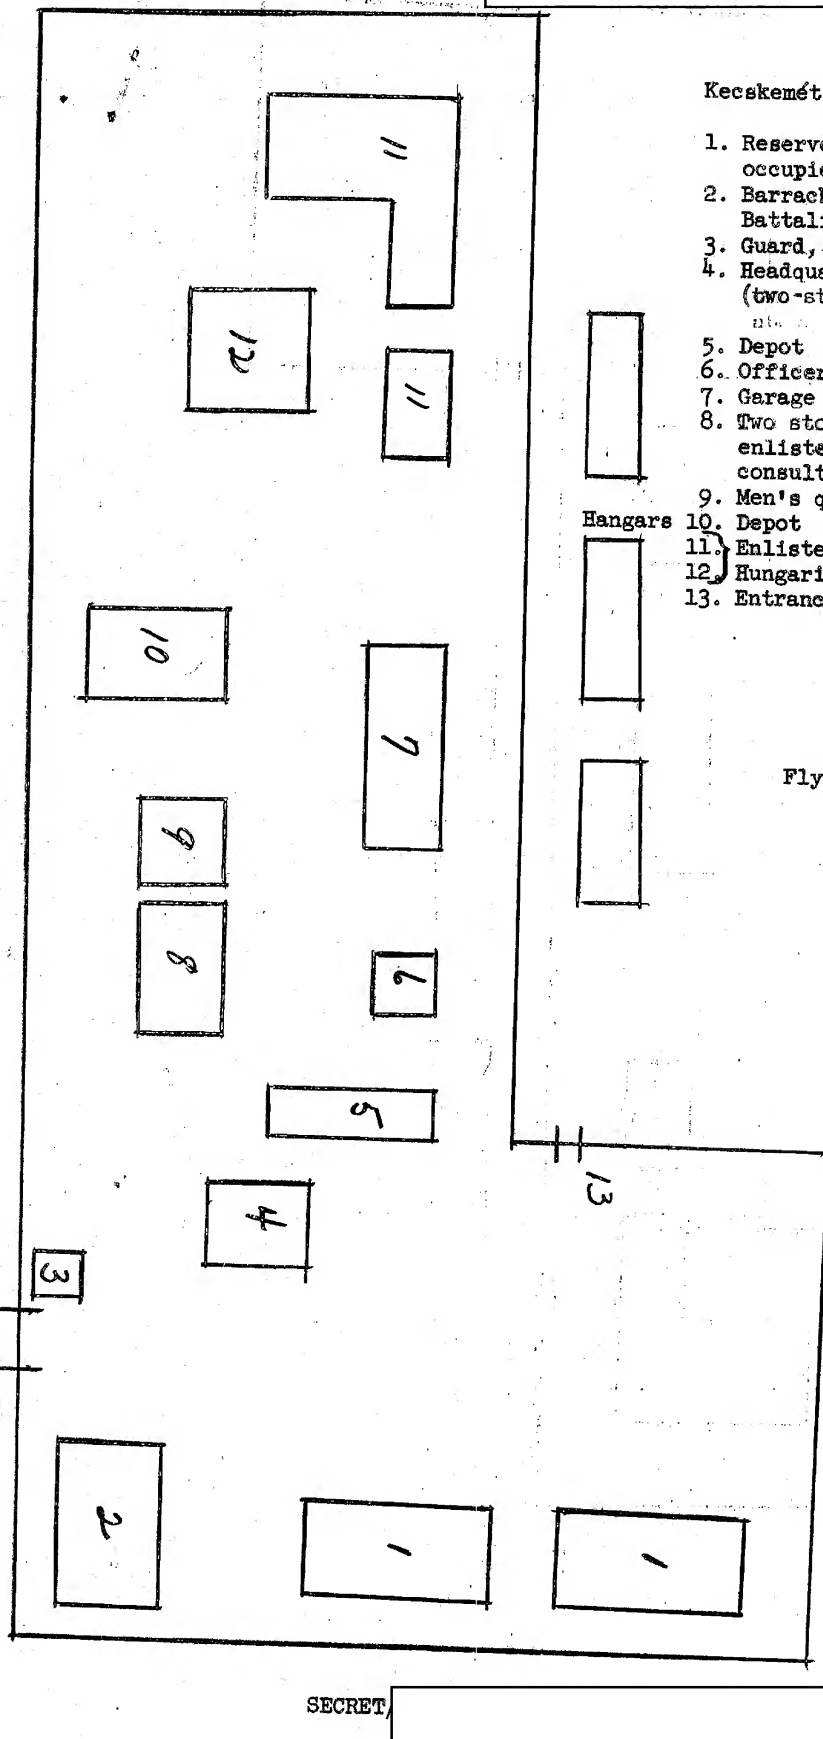 Kecskemét
1. Reserve
occupie
2. Barrack
Battali
3. Guard,
4. Headqua
(two-st
5. Depot
6. Officer
7. Garage
8. Two sto
enliste
consult
9. Men's q
Hangars 10. Depot
11. Enliste
12. Hungari
13. Entranc
Fly
11
12
11
10
7
9
8
6
5
4
13
3
2
1
1
SECRET/